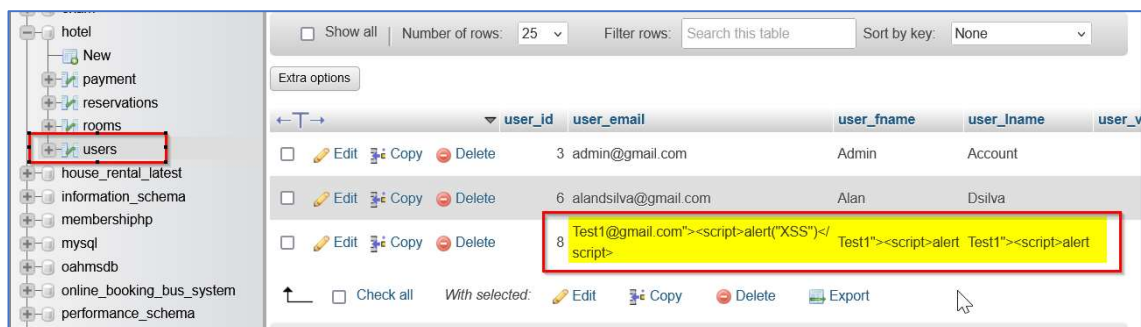 hotel
New
payment
reservations
rooms
users
house_rental_latest
information_schema
membershiphp
mysql
oahmsdb
online_booking_bus_system
performance_schema
Show all Number of rows: 25 Filter rows: Search this table Sort by key: None
Extra options
user_id user_email user_fname user_lname
Edit Copy Delete 3 admin@gmail.com Admin Account
Edit Copy Delete 6 alandsilva@gmail.com Alan Dsilva
Edit Copy Delete 8 Test1@gmail.com"><script>alert("XSS")</ Test1"><script>alert Test1"><script>alert
script>
Check all With selected: Edit Copy Delete Export